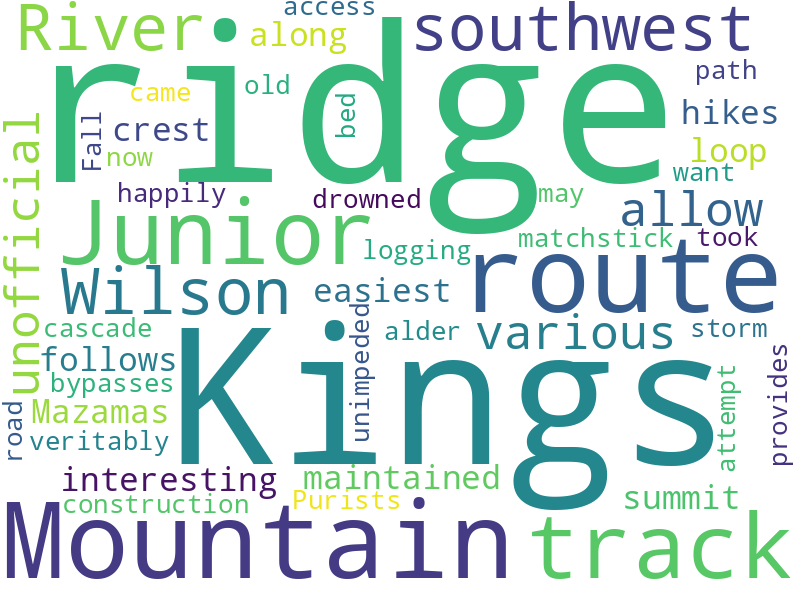 access
River
southwest
along
ridge
path
old
came
bed
hikes
Fall
crest
loop
now
want
happily
drowned
may
allow
Junior
matchstick
took
logging
unofficial
route
Wilson
easiest
Kings
cascade
unimpeded
alder
various
storm
follows
bypasses
attempt
provides
Mazamas
road
veritably
interesting
maintained
construction
Purists
summit
Mountain
track